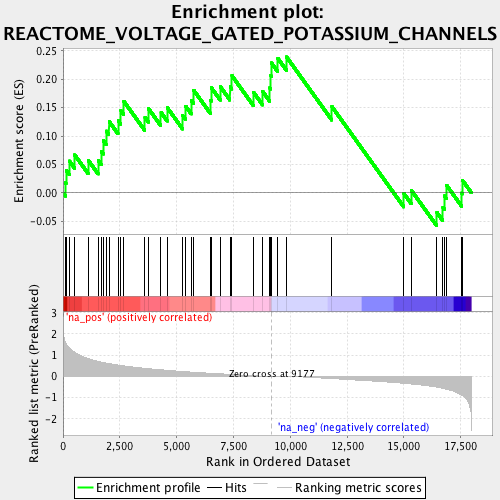 Enrichment plot:
REACTOME_VOLTAGE_GATED_POTASSIUM_CHANNELS
Enrichment score (ES)
0.25
0.20
0.15
0.10
0.05
0.00
-0.05
'na_pos' (positively correlated)
Ranked list metric (PreRanked)
3
2
1
0
-1
-2
Zero cross at 9177
'na_neg' (negatively correlated)
0 2,500 5,000 7,500 10,000 12,500 15,000 17,500
Rank in Ordered Dataset
Enrichment profile Hits Ranking metric scores